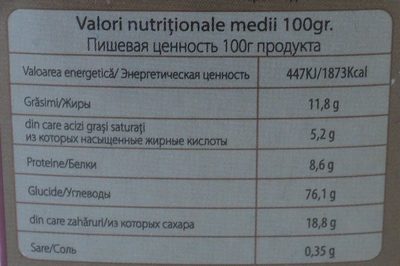 Valori nutriționale medii 100gr.
Пищевая ценность 100г продукта
Valoarea energetică/ Энергетическая ценность 447KJ/1873Kcal
Grăsimi/Жиры 11,8 g
din care acizi grași saturați
из которых насыщенные жирные кислоты 5,2 g
Proteine/Белки 8,6 g
Glucide/Углеводы 76,1 g
din care zahăruri/из которых сахара 18,8 g
Sare/Соль 0,35 g